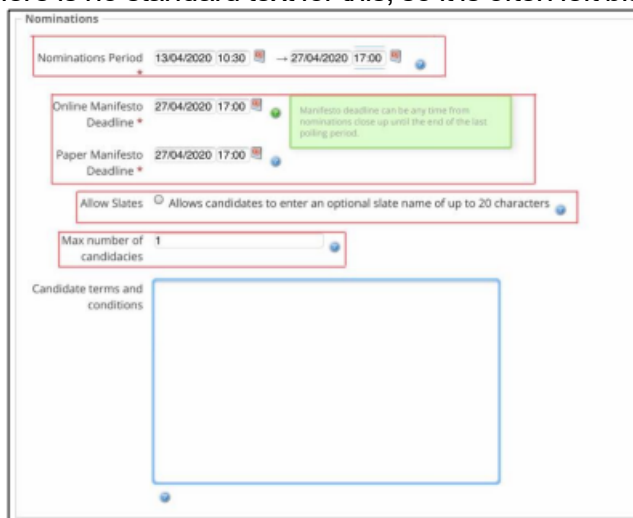 Nominations
Nominations Period * 13/04/2020 10:30 → 27/04/2020 17:00
Online Manifesto Deadline * 27/04/2020 17:00
Manifesto deadline can be any time from
nominations close up until the end of the last
polling period.
Paper Manifesto Deadline * 27/04/2020 17:00
Allow Slates Allows candidates to enter an optional slate name of up to 20 characters
Max number of candidacies 1
Candidate terms and
conditions